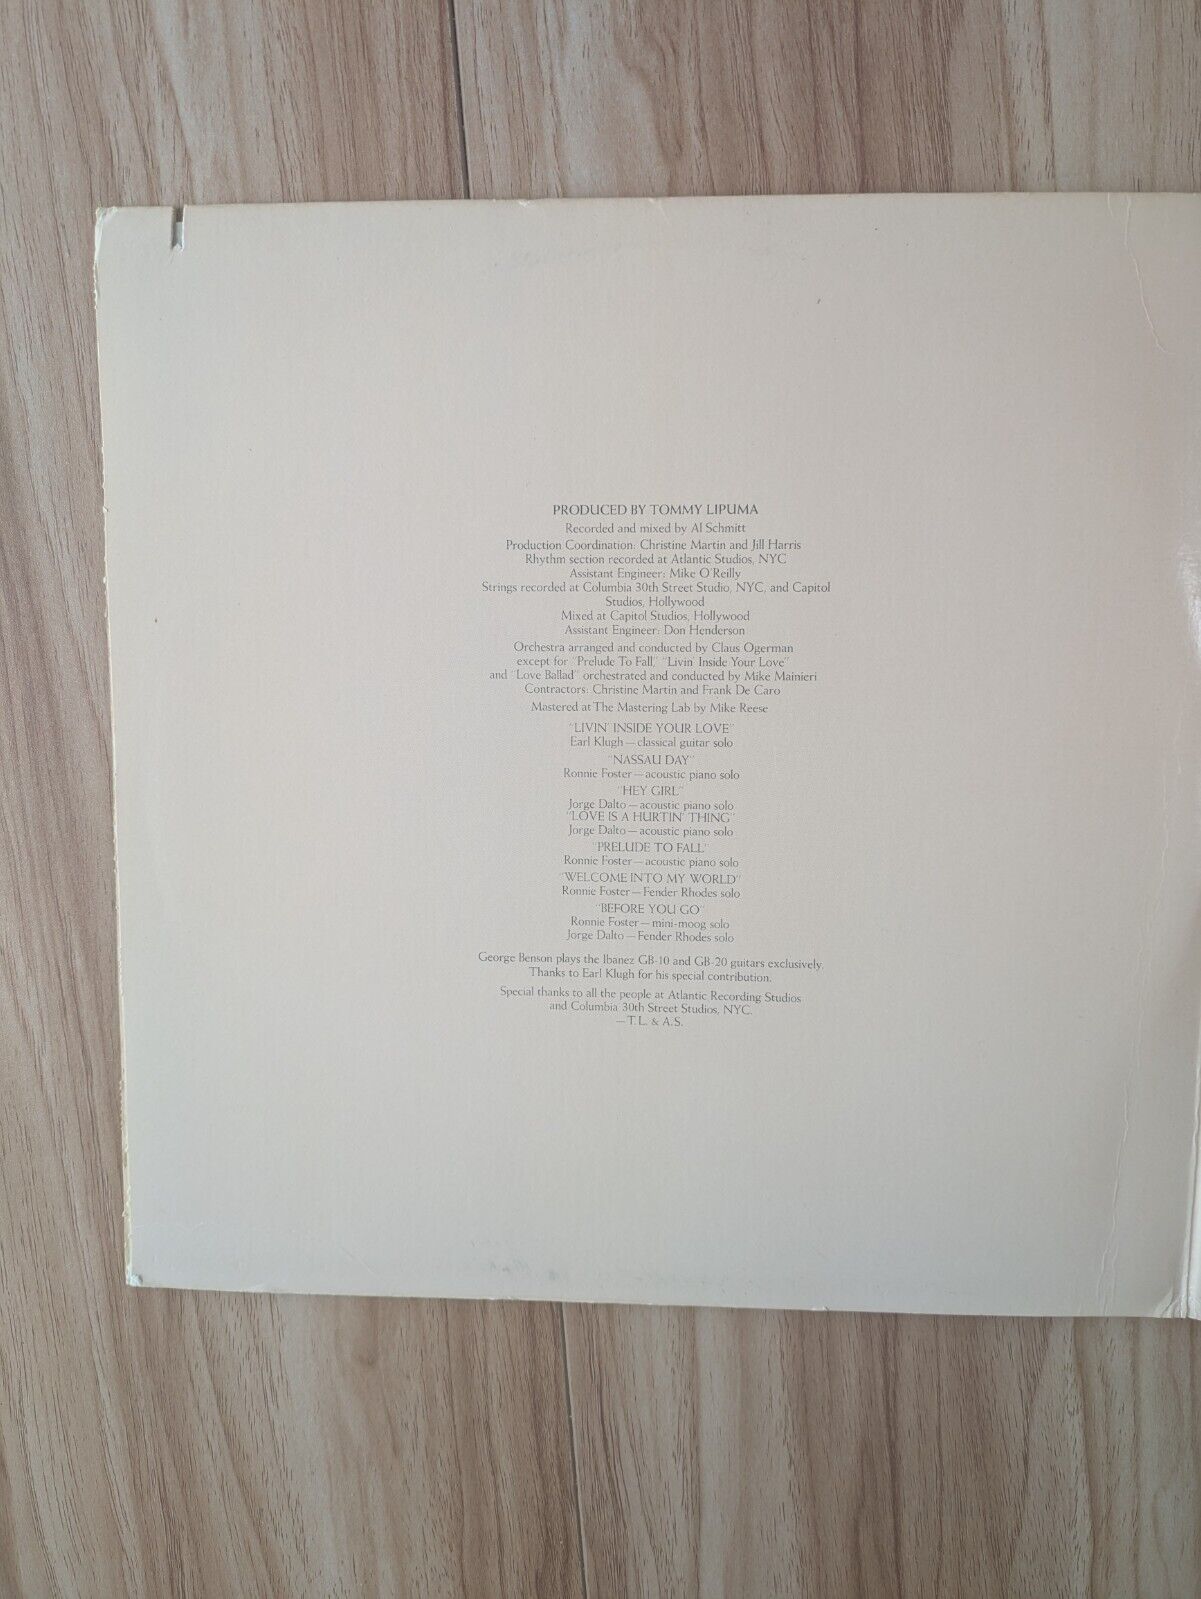 PRODUCED BY TOMMY LIPUMA
Recorded and mixed by Al Schmitt
Production Coordination: Christine Martin and Jill Harris
Rhythm section recorded at Atlantic Studios, NYC
Assistant Engineer: Mike O'Reilly
Strings recorded at Columbia 30th Street Studio, NYC, and Capitol
Studios, Hollywood
Mixed at Capitol Studios, Hollywood
Assistant Engineer: Don Henderson
Orchestra arranged and conducted by Claus Ogerman
except for "Prelude To Fall," "Livin' Inside Your Love"
and "Love Ballad" orchestrated and conducted by Mike Mainieri
Contractors: Christine Martin and Frank De Caro
Mastered at The Mastering Lab by Mike Reese
"LIVIN' INSIDE YOUR LOVE"
Earl Klugh—classical guitar solo
"NASSAU DAY"
Ronnie Foster—acoustic piano solo
"HEY GIRL"
Jorge Dalto—acoustic piano solo
"LOVE IS A HURTIN' THING"
Jorge Dalto—acoustic piano solo
"PRELUDE TO FALL"
Ronnie Foster—acoustic piano solo
"WELCOME INTO MY WORLD"
Ronnie Foster—Fender Rhodes solo
"BEFORE YOU GO"
Ronnie Foster—mini-moog solo
Jorge Dalto—Fender Rhodes solo
George Benson plays the Ibanez GB-10 and GB-20 guitars exclusively.
Thanks to Earl Klugh for his special contribution.
Special thanks to all the people at Atlantic Recording Studios
and Columbia 30th Street Studios, NYC.
—T.L. & A.S.